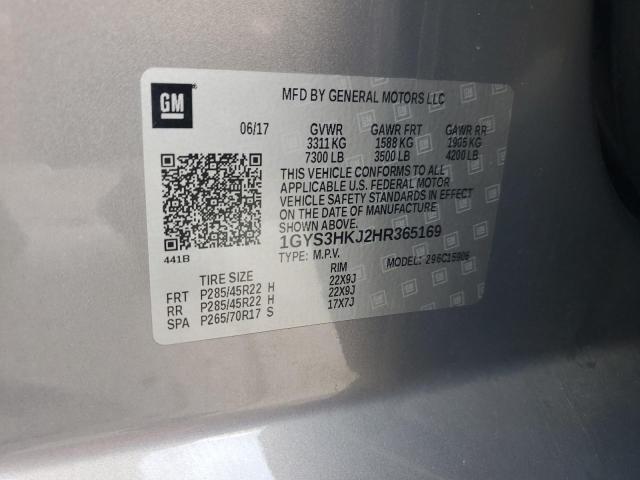 GM
MFD BY GENERAL MOTORS LLC
06/17 GVWR GAWR FRT GAWR RR
3311 KG 1588 KG 1905 KG
7300 LB 3500 LB 4200 LB
THIS VEHICLE CONFORMS TO ALL
APPLICABLE U.S. FEDERAL MOTOR
VEHICLE SAFETY STANDARDS IN
EFFECT ON THE DATE OF
MANUFACTURE SHOWN ABOVE.
1GYS3HKJ2HR365169
441B TYPE: M.P.V. MODEL: 296C15906
TIRE SIZE RIM
FRT P285/45R22 H 22X9J
RR P285/45R22 H 22X9J
SPA P265/70R17 S 17X7J